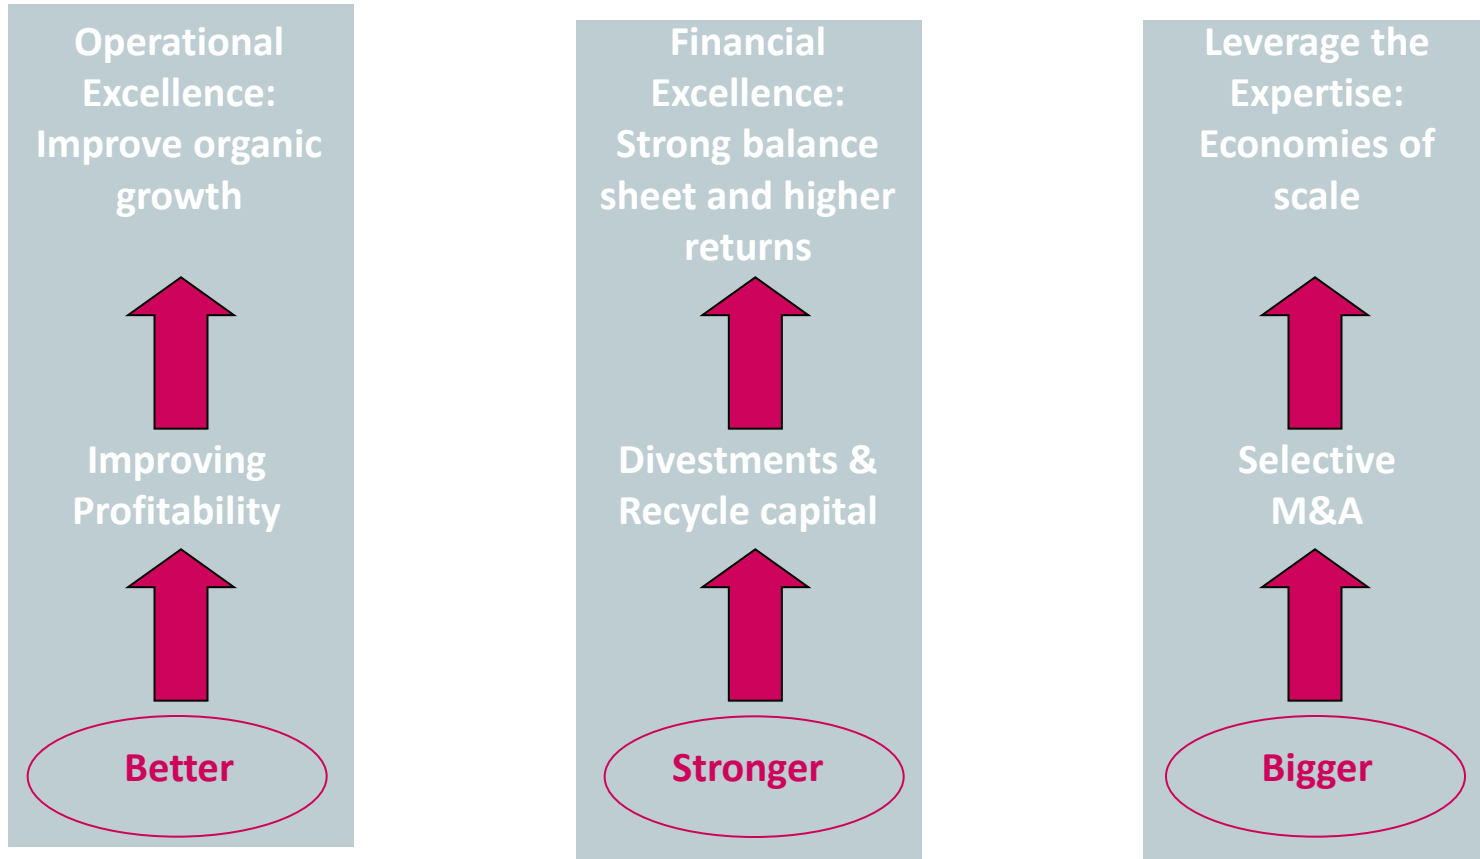 Operational
Excellence:
Improve organic
growth
Improving
Profitability
Better
Financial
Excellence:
Strong balance
sheet and higher
returns
Divestments &
Recycle capital
Stronger
Leverage the
Expertise:
Economies of
scale
Selective
M&A
Bigger